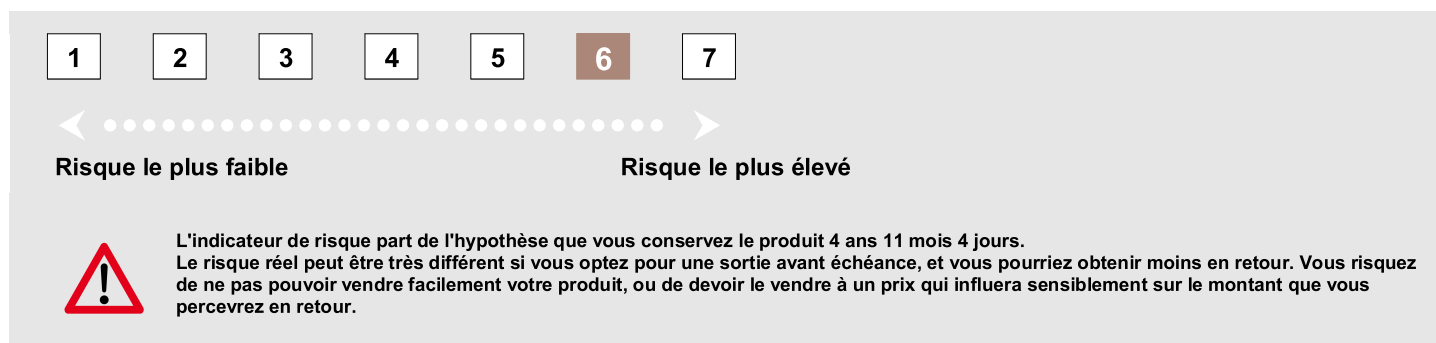 1 2 3 4 5 6 7
Risque le plus faible Risque le plus élevé
L'indicateur de risque part de l'hypothèse que vous conservez le produit 4 ans 11 mois 4 jours.
Le risque réel peut être très différent si vous optez pour une sortie avant échéance, et vous pourriez obtenir moins en retour. Vous risquez
de ne pas pouvoir vendre facilement votre produit, ou de devoir le vendre à un prix qui influera sensiblement sur le montant que vous
percevrez en retour.